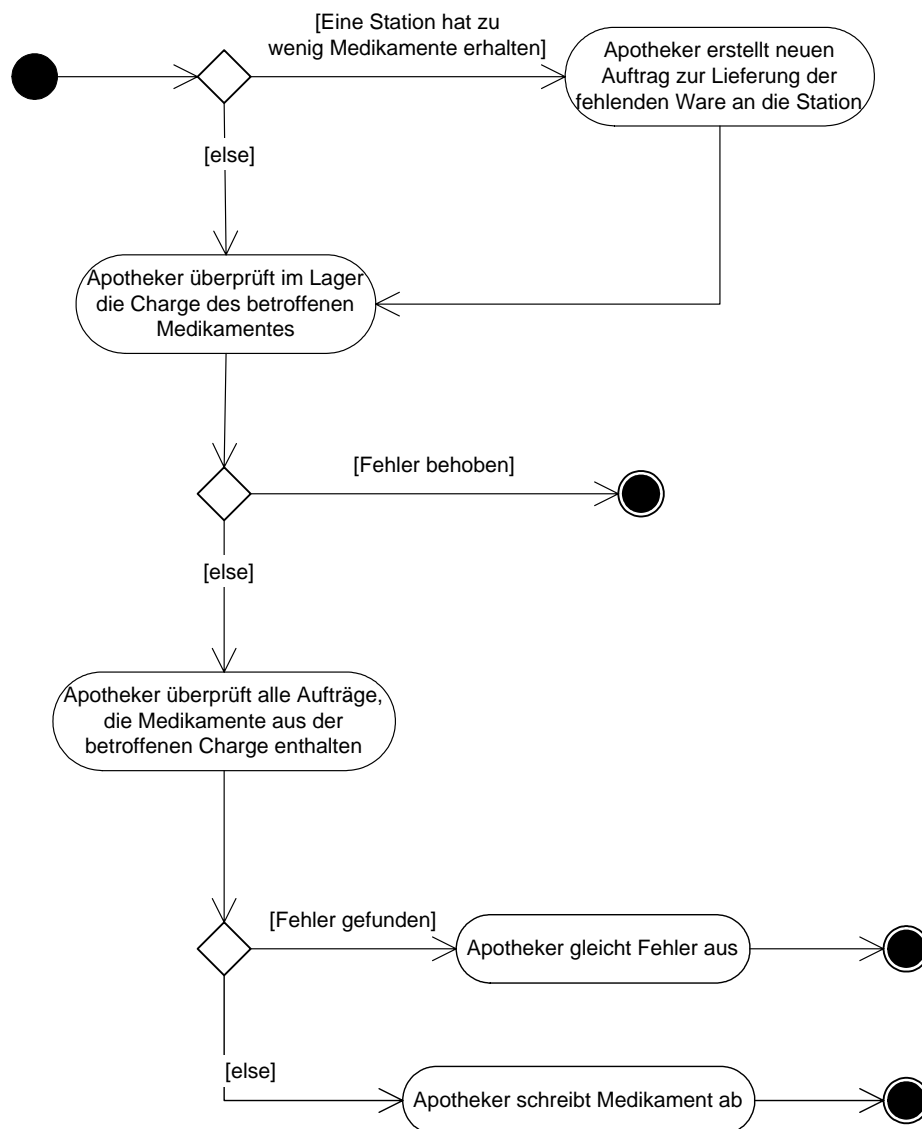 [Eine Station hat zu
wenig Medikamente erhalten]
Apotheker erstellt neuen
Auftrag zur Lieferung der
fehlenden Ware an die Station
[else]
Apotheker überprüft im Lager
die Charge des betroffenen
Medikamentes
[Fehler behoben]
[else]
Apotheker überprüft alle Aufträge,
die Medikamente aus der
betroffenen Charge enthalten
[Fehler gefunden]
Apotheker gleicht Fehler aus
[else]
Apotheker schreibt Medikament ab